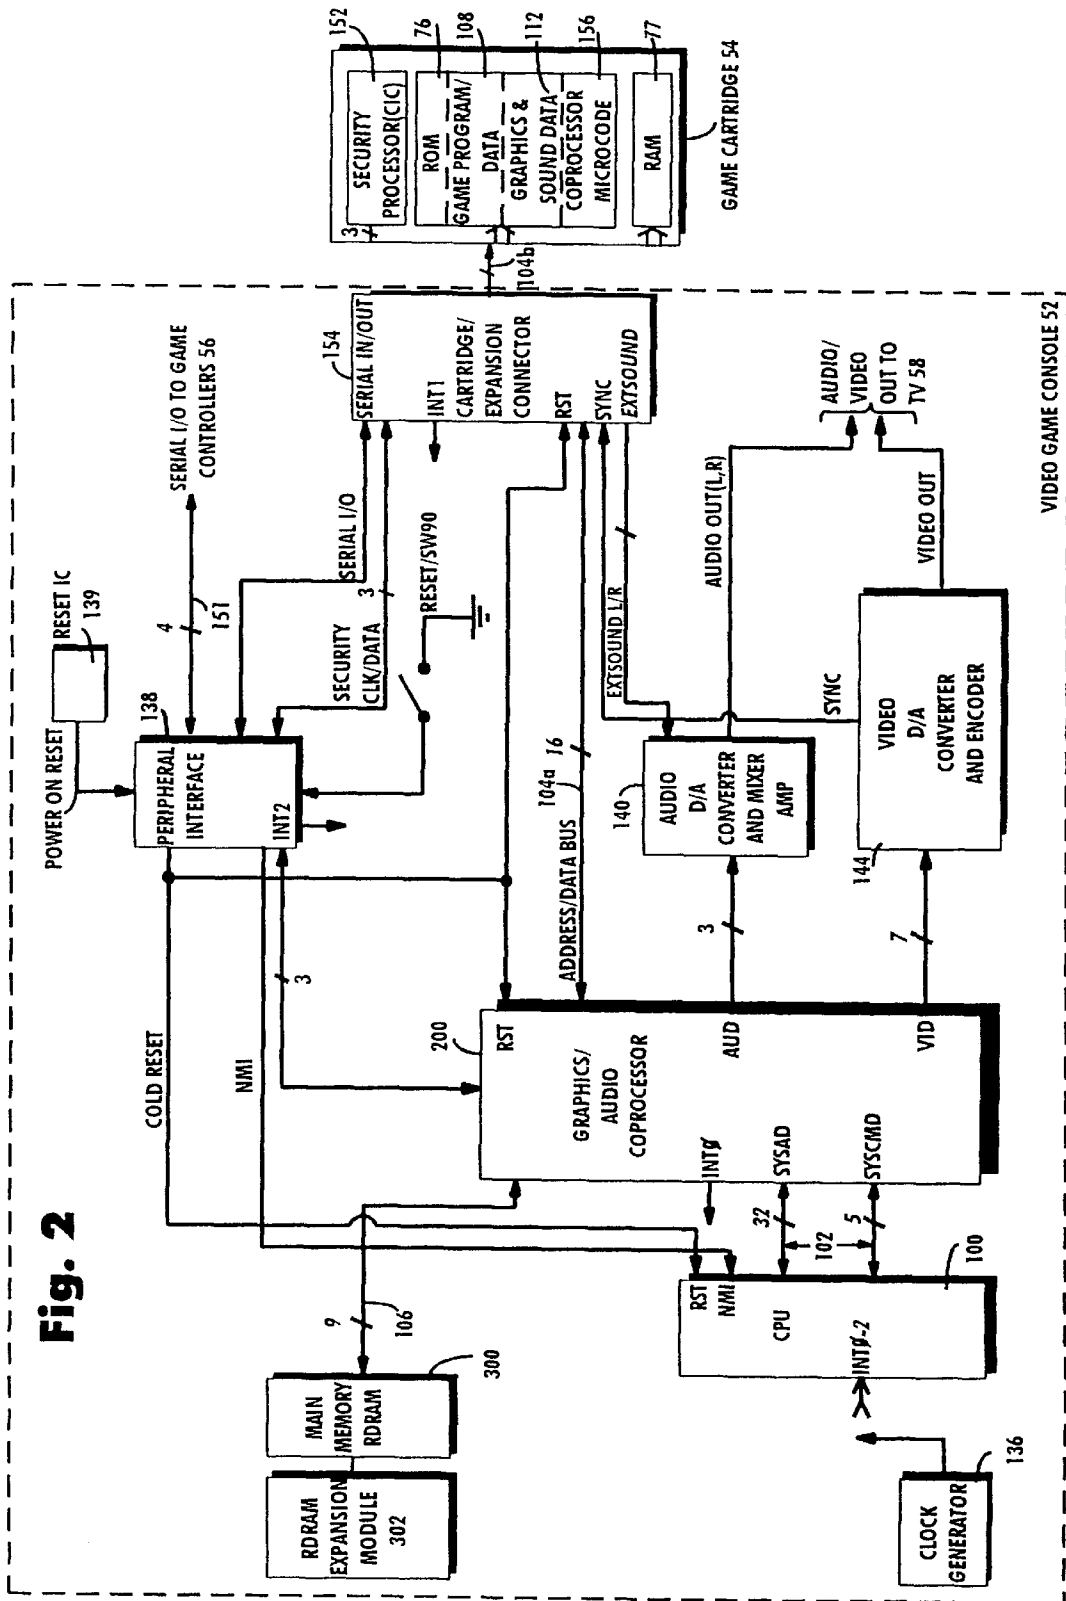 Fig. 2
VIDEO GAME CONSOLE 52
RDRAM
EXPANSION
MODULE
302
MAIN
MEMORY
RDRAM
300
9
106
CLOCK
GENERATOR
136
RST
NMI
CPU
INT0-2
100
32
102
5
COLD RESET
NMI
3
POWER ON RESET
RESET IC
139
138
PERIPHERAL
INTERFACE
INT2
4
151
SERIAL I/O TO GAME
CONTROLLERS 56
SERIAL I/O
SECURITY
CLK/DATA
3
RESET/SW90
200
RST
GRAPHICS/
AUDIO
COPROCESSOR
INT0
SYSAD
SYSCMD
AUD
VID
ADDRESS/DATA BUS
104a
16
3
7
140
AUDIO
D/A
CONVERTER
AND MIXER
AMP
144
VIDEO
D/A
CONVERTER
AND ENCODER
EXTSOUND L/R
SYNC
AUDIO OUT(L,R)
VIDEO OUT
AUDIO/
VIDEO
OUT TO
TV 58
154
SERIAL IN/OUT
INT1
CARTRIDGE/
EXPANSION
CONNECTOR
RST
SYNC
EXTSOUND
104b
3
SECURITY
PROCESSOR(CIC)
152
ROM
76
GAME PROGRAM/
DATA
108
GRAPHICS &
SOUND DATA
112
COPROCESSOR
MICROCODE
156
RAM
77
GAME CARTRIDGE 54